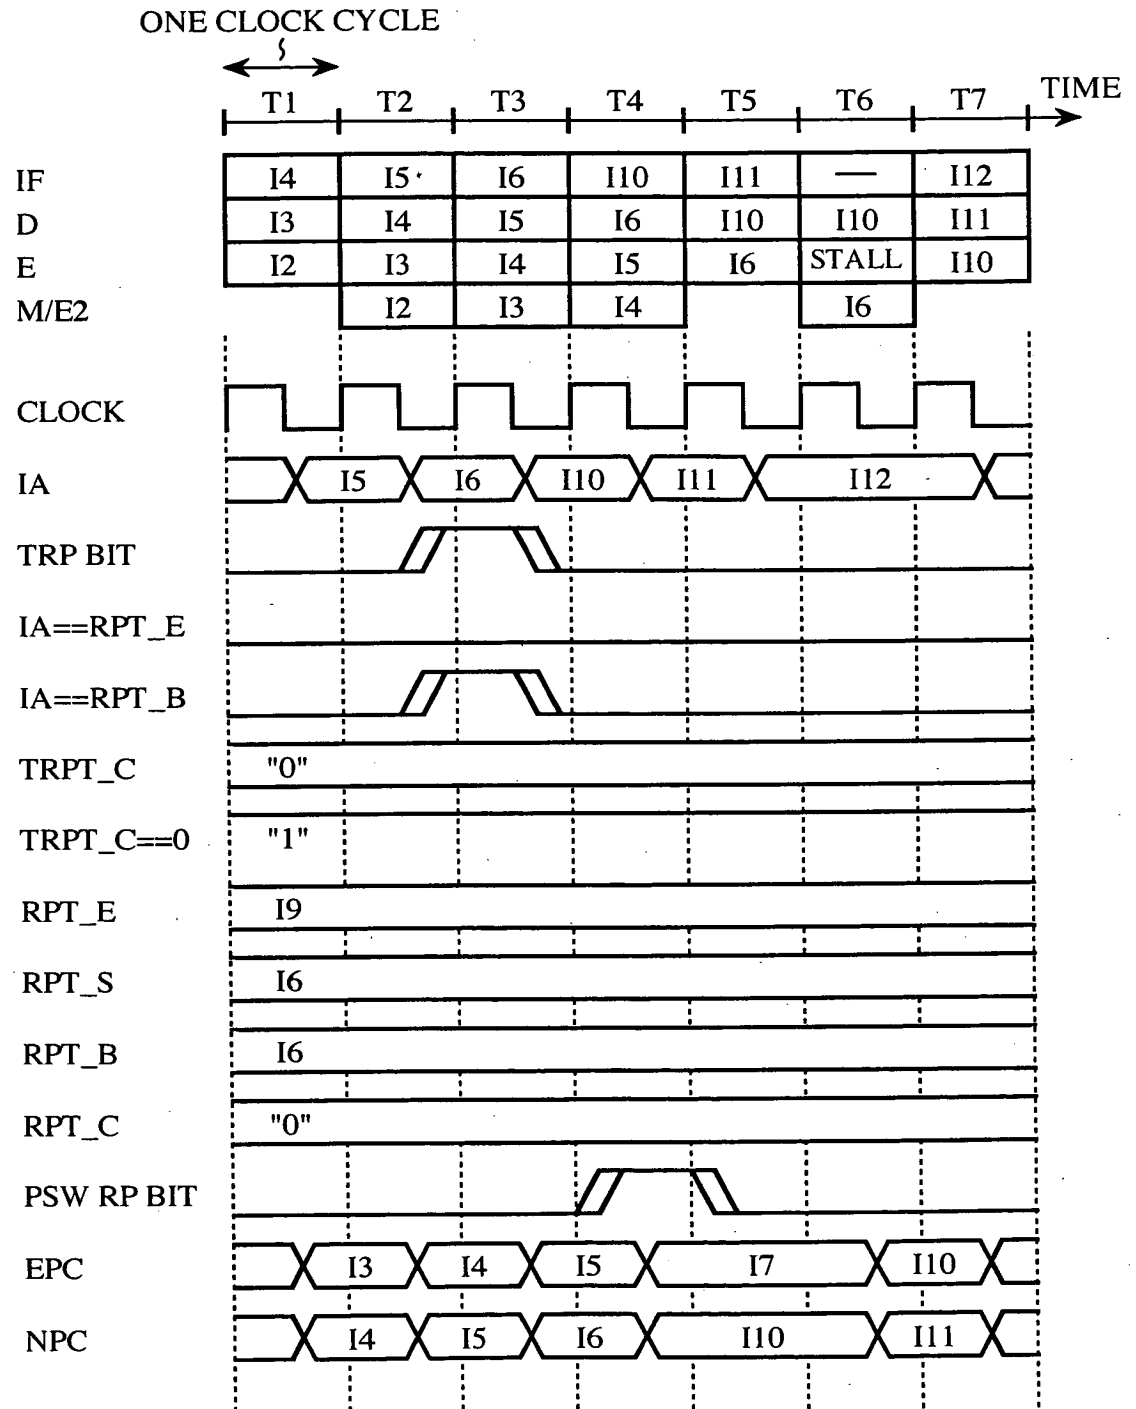 ONE CLOCK CYCLE
T1 T2 T3 T4 T5 T6 T7 TIME
IF I4 I5 I6 I10 I11 — I12
D I3 I4 I5 I6 I10 I10 I11
E I2 I3 I4 I5 I6 STALL I10
M/E2 I2 I3 I4 I6
CLOCK
IA I5 I6 I10 I11 I12
TRP BIT
IA==RPT_E
IA==RPT_B
TRPT_C "0"
TRPT_C==0 "1"
RPT_E I9
RPT_S I6
RPT_B I6
RPT_C "0"
PSW RP BIT
EPC I3 I4 I5 I7 I10
NPC I4 I5 I6 I10 I11